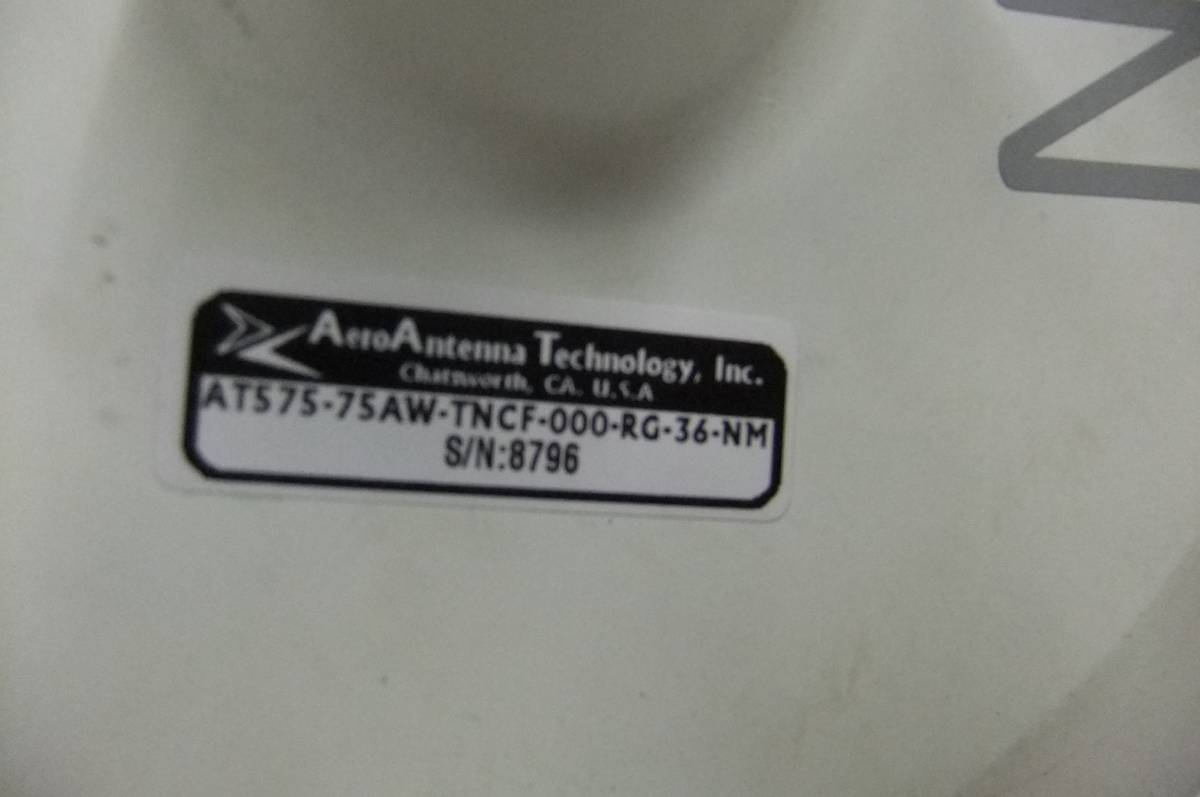 AeroAntenna Technology, Inc.
Chatsworth, CA. U.S.A
AT575-75AW-TNCF-000-RG-36-NM
S/N:8796